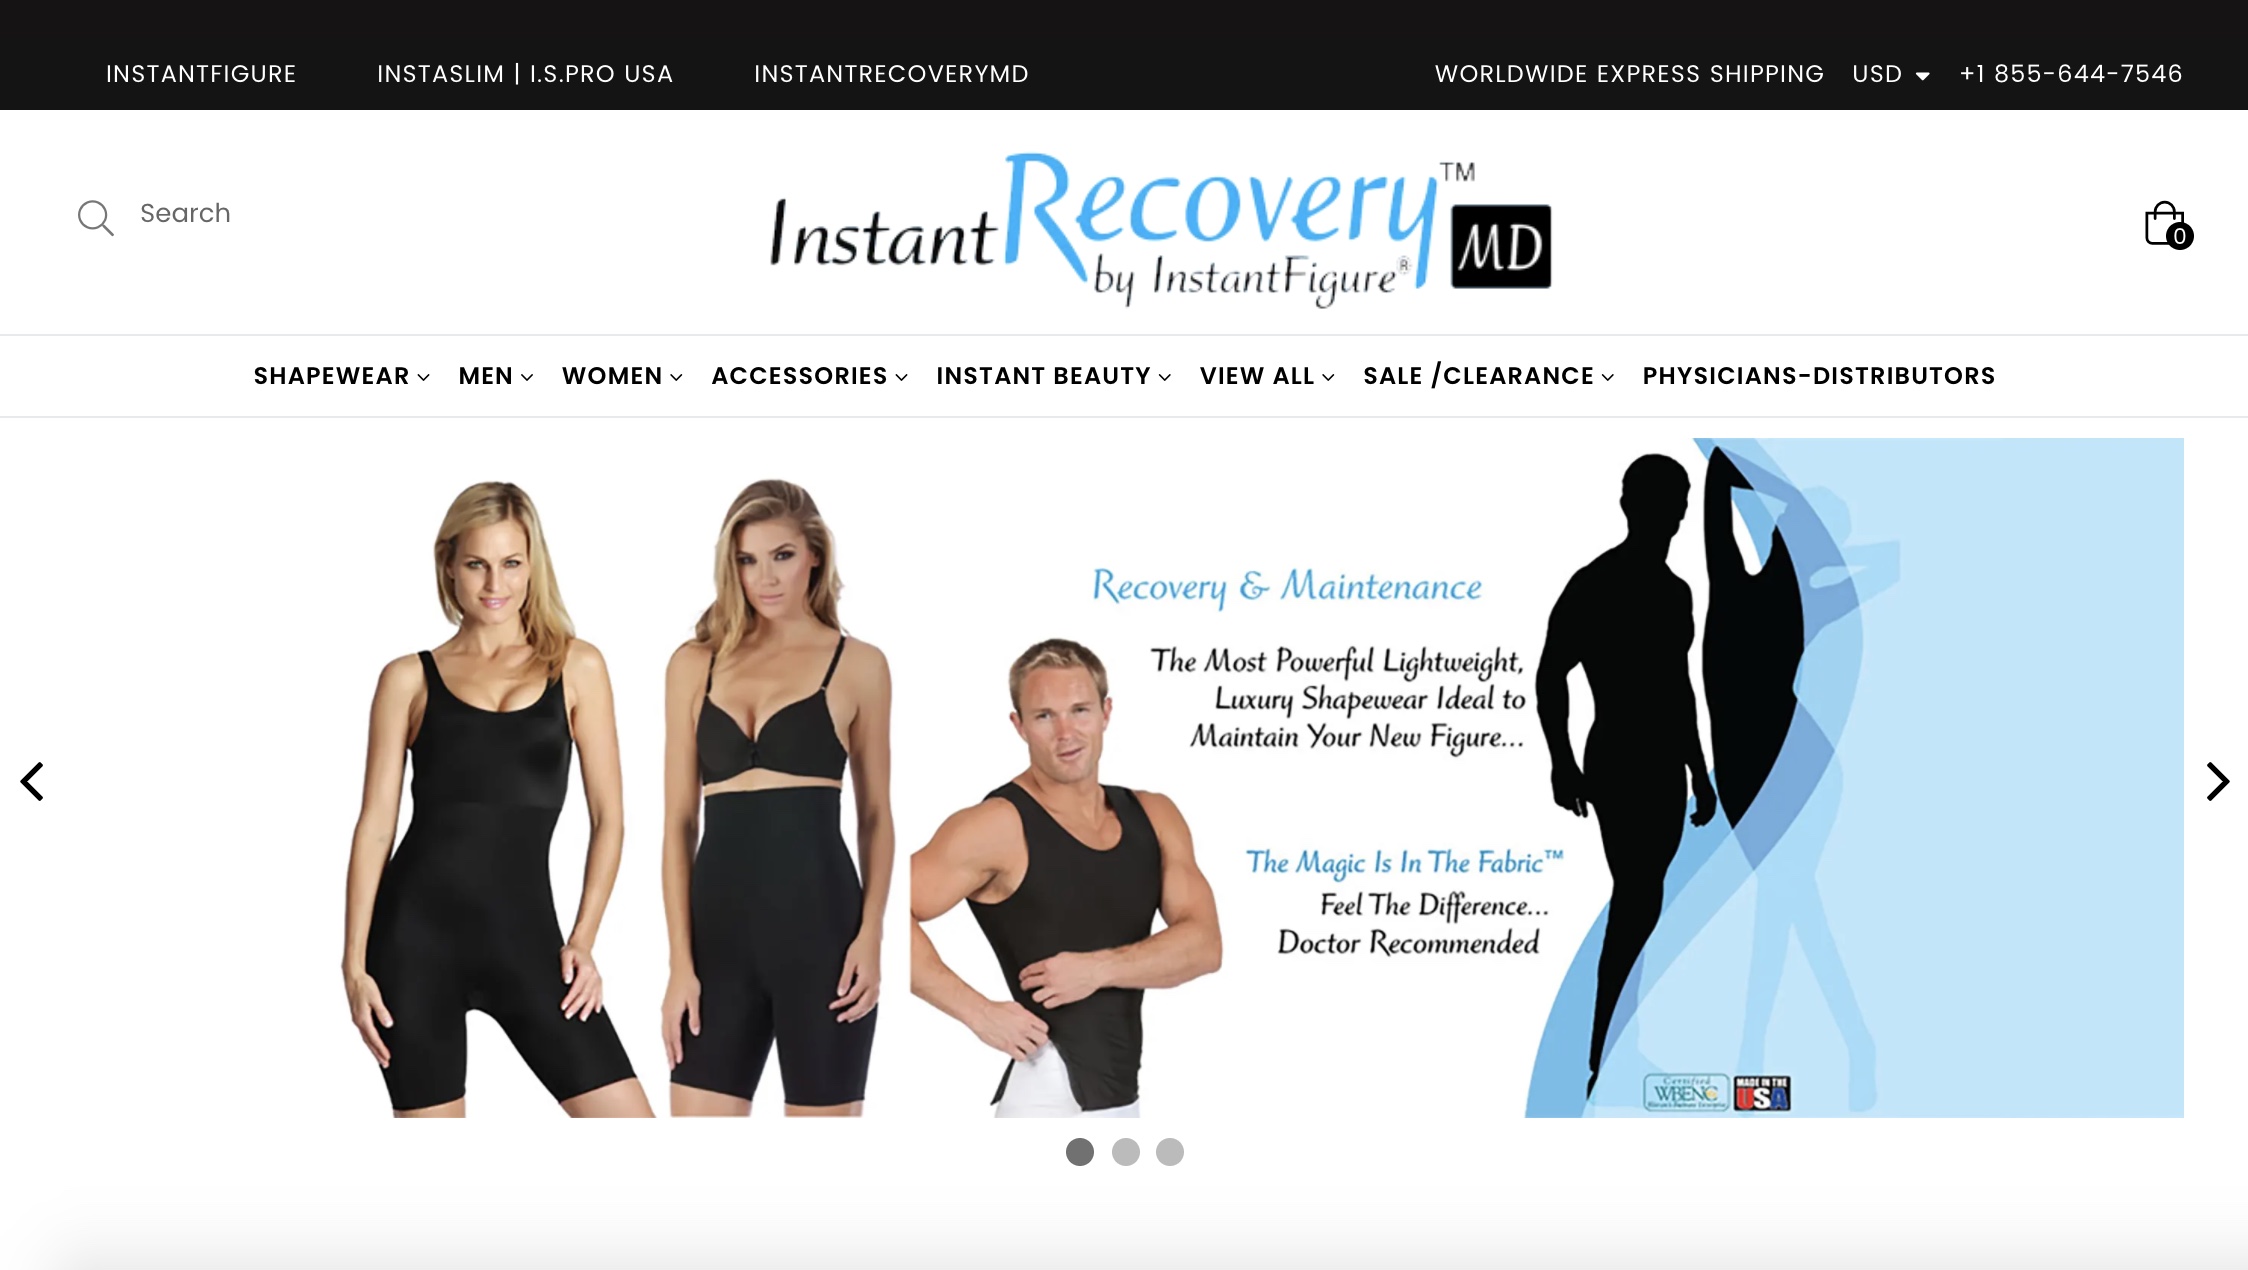 INSTANTFIGURE
INSTASLIM | I.S.PRO USA
INSTANTRECOVERYMD
WORLDWIDE EXPRESS SHIPPING
USD
+1 855-644-7546
Search
Instant Recovery™ MD
by InstantFigure®
0
SHAPEWEAR
MEN
WOMEN
ACCESSORIES
INSTANT BEAUTY
VIEW ALL
SALE /CLEARANCE
PHYSICIANS-DISTRIBUTORS
Recovery & Maintenance
The Most Powerful Lightweight,
Luxury Shapewear Ideal to
Maintain Your New Figure...
The Magic Is In The Fabric™
Feel The Difference...
Doctor Recommended
Certified
WBENC
MADE IN THE
USA